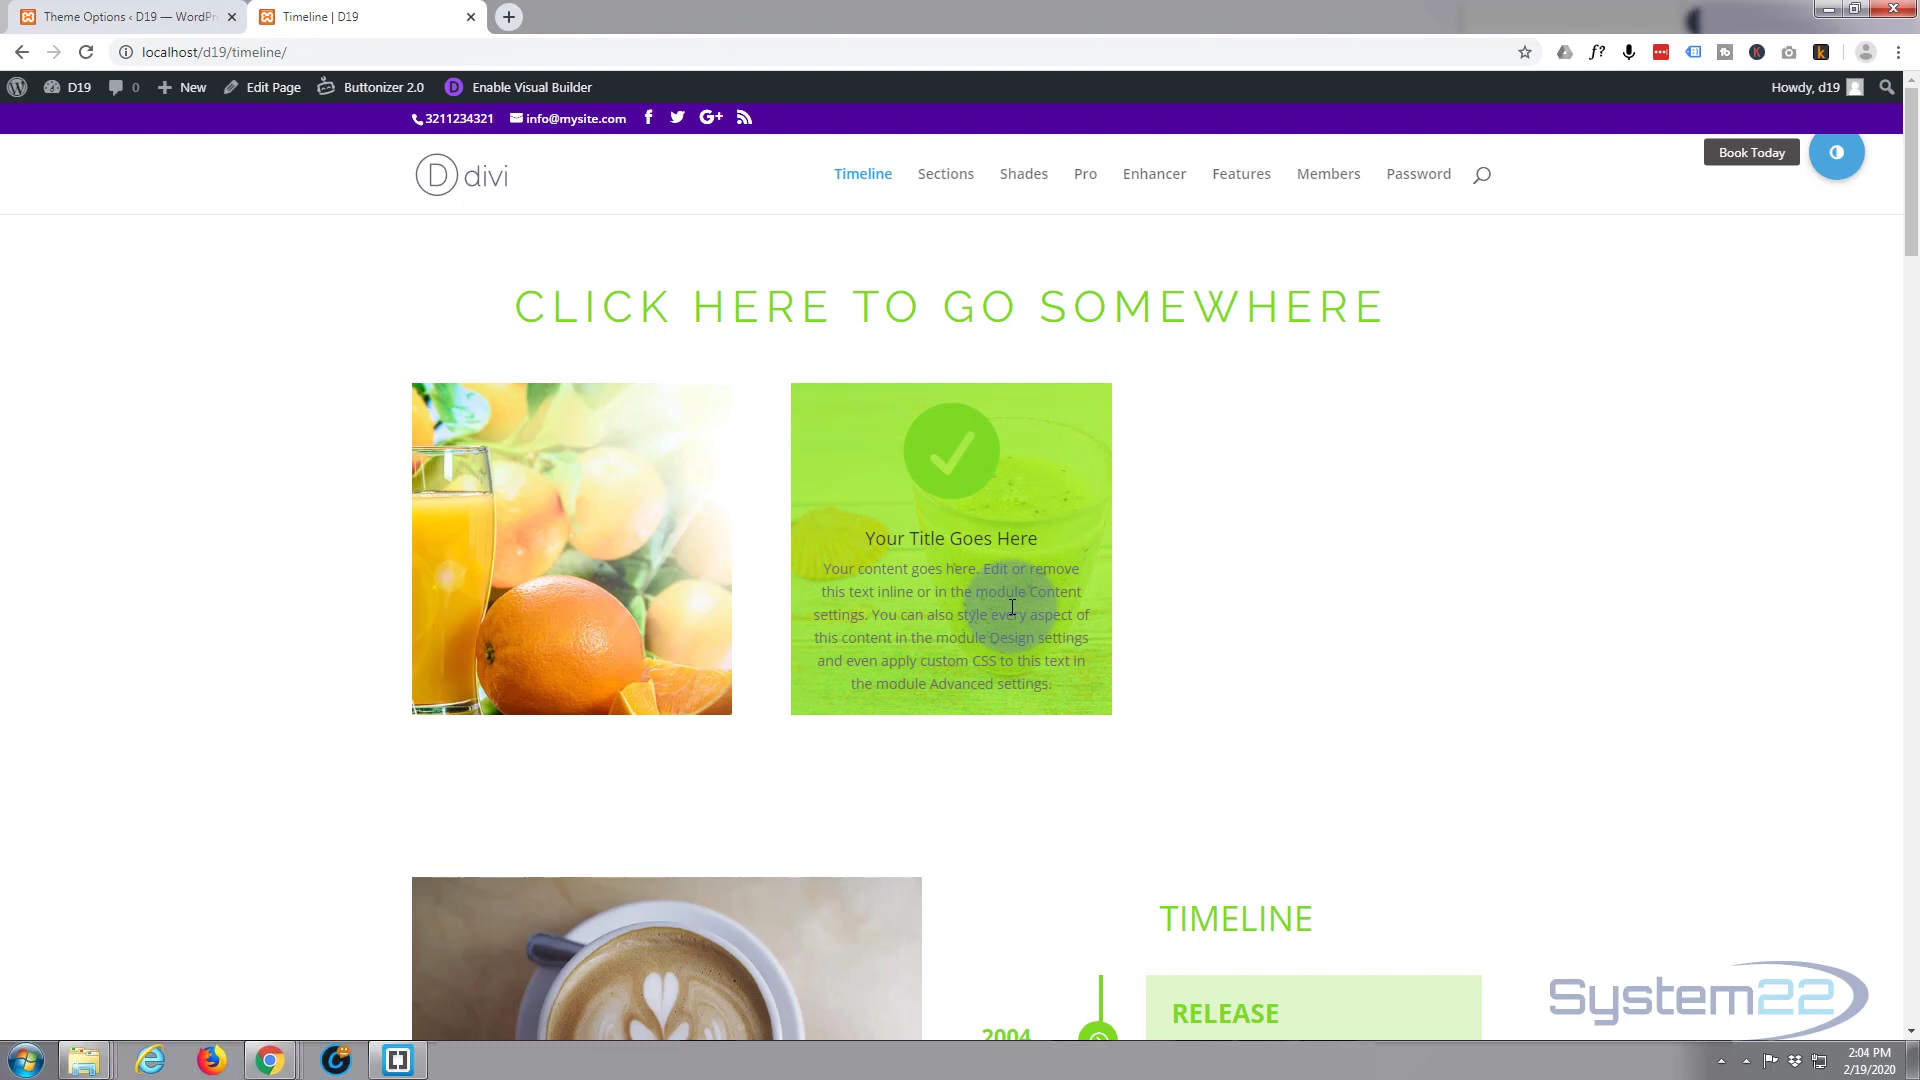 Theme Options ‹ D19 — WordPr
Timeline | D19
localhost/d19/timeline/
f?
D19
0
New
Edit Page
Buttonizer 2.0
D
Enable Visual Builder
Howdy, d19
3211234321
info@mysite.com
G+
Book Today
D divi
Timeline
Sections
Shades
Pro
Enhancer
Features
Members
Password
CLICK HERE TO GO SOMEWHERE
Your Title Goes Here
Your content goes here. Edit or remove
this text inline or in the module Content
settings. You can also style every aspect of
this content in the module Design settings
and even apply custom CSS to this text in
the module Advanced settings.
TIMELINE
RELEASE
2004
System22
2:04 PM
2/19/2020